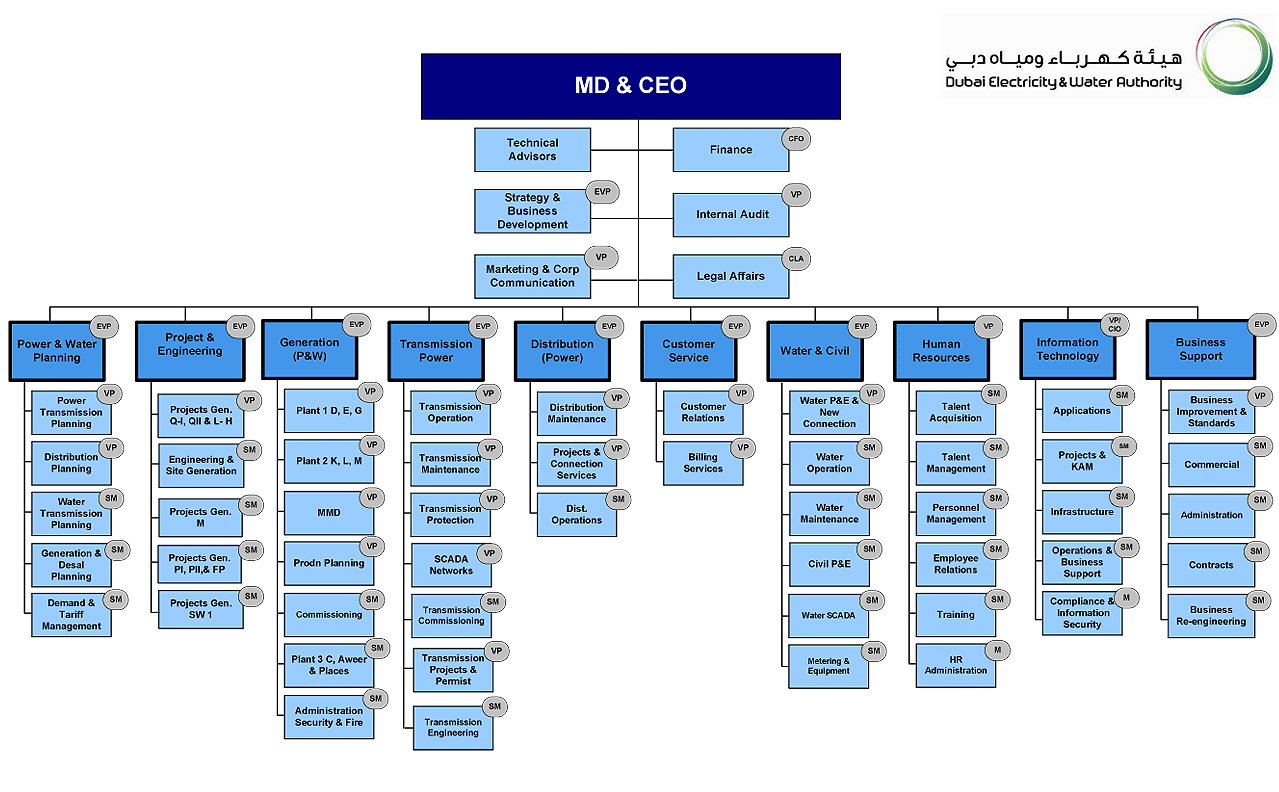 هيئة كهرباء ومياه دبي
Dubai Electricity & Water Authority
MD & CEO
Technical
Advisors
Finance
CFO
Strategy &
Business
Development
EVP
Internal Audit
VP
Marketing & Corp
Communication
VP
Legal Affairs
CLA
Power & Water
Planning
EVP
Power
Transmission
Planning
VP
Distribution
Planning
VP
Water
Transmission
Planning
SM
Generation &
Desal
Planning
SM
Demand &
Tariff
Management
SM
Project &
Engineering
EVP
Projects Gen.
Q-I, QII & L- H
VP
Engineering &
Site Generation
SM
Projects Gen.
M
SM
Projects Gen.
PI, PII,& FP
SM
Projects Gen.
SW 1
SM
Generation
(P&W)
EVP
Plant 1 D, E, G
VP
Plant 2 K, L, M
VP
MMD
VP
Prodn Planning
VP
Commissioning
SM
Plant 3 C, Aweer
& Places
SM
Administration
Security & Fire
SM
Transmission
Power
EVP
Transmission
Operation
VP
Transmission
Maintenance
VP
Transmission
Protection
VP
SCADA
Networks
VP
Transmission
Commissioning
SM
Transmission
Projects &
Permist
VP
Transmission
Engineering
SM
Distribution
(Power)
EVP
Distribution
Maintenance
VP
Projects &
Connection
Services
VP
Dist.
Operations
SM
Customer
Service
EVP
Customer
Relations
VP
Billing
Services
VP
Water & Civil
EVP
Water P&E &
New
Connection
VP
Water
Operation
SM
Water
Maintenance
SM
Civil P&E
SM
Water SCADA
SM
Metering &
Equipment
SM
Human
Resources
VP
Talent
Acquisition
SM
Talent
Management
SM
Personnel
Management
SM
Employee
Relations
SM
Training
SM
HR
Administration
M
Information
Technology
VP/
CIO
Applications
SM
Projects &
KAM
SM
Infrastructure
SM
Operations &
Business
Support
SM
Compliance &
Information
Security
M
Business
Support
EVP
Business
Improvement &
Standards
VP
Commercial
SM
Administration
SM
Contracts
SM
Business
Re-engineering
SM